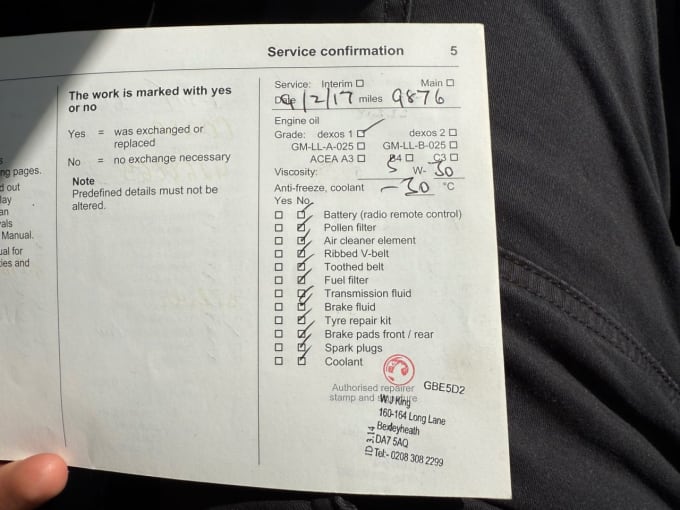 Service confirmation 5
ng pages.
d out
lay
an
als
Manual.
ual for
ies and
The work is marked with yes
or no
Yes = was exchanged or
replaced
No = no exchange necessary
Note
Predefined details must not be
altered.
Service: Interim Main
Date 9/2/17 miles 9876
Engine oil
Grade: dexos 1 dexos 2
GM-LL-A-025 GM-LL-B-025
ACEA A3 B4 C3
Viscosity: 5 W- 30
Anti-freeze, coolant -30 °C
Yes No
Battery (radio remote control)
Pollen filter
Air cleaner element
Ribbed V-belt
Toothed belt
Fuel filter
Transmission fluid
Brake fluid
Tyre repair kit
Brake pads front / rear
Spark plugs
Coolant
Authorised repairer GBE5D2
stamp and signature
W J King
160-164 Long Lane
Bexleyheath
DA7 5AQ
Tel:- 0208 308 2299
ID 314